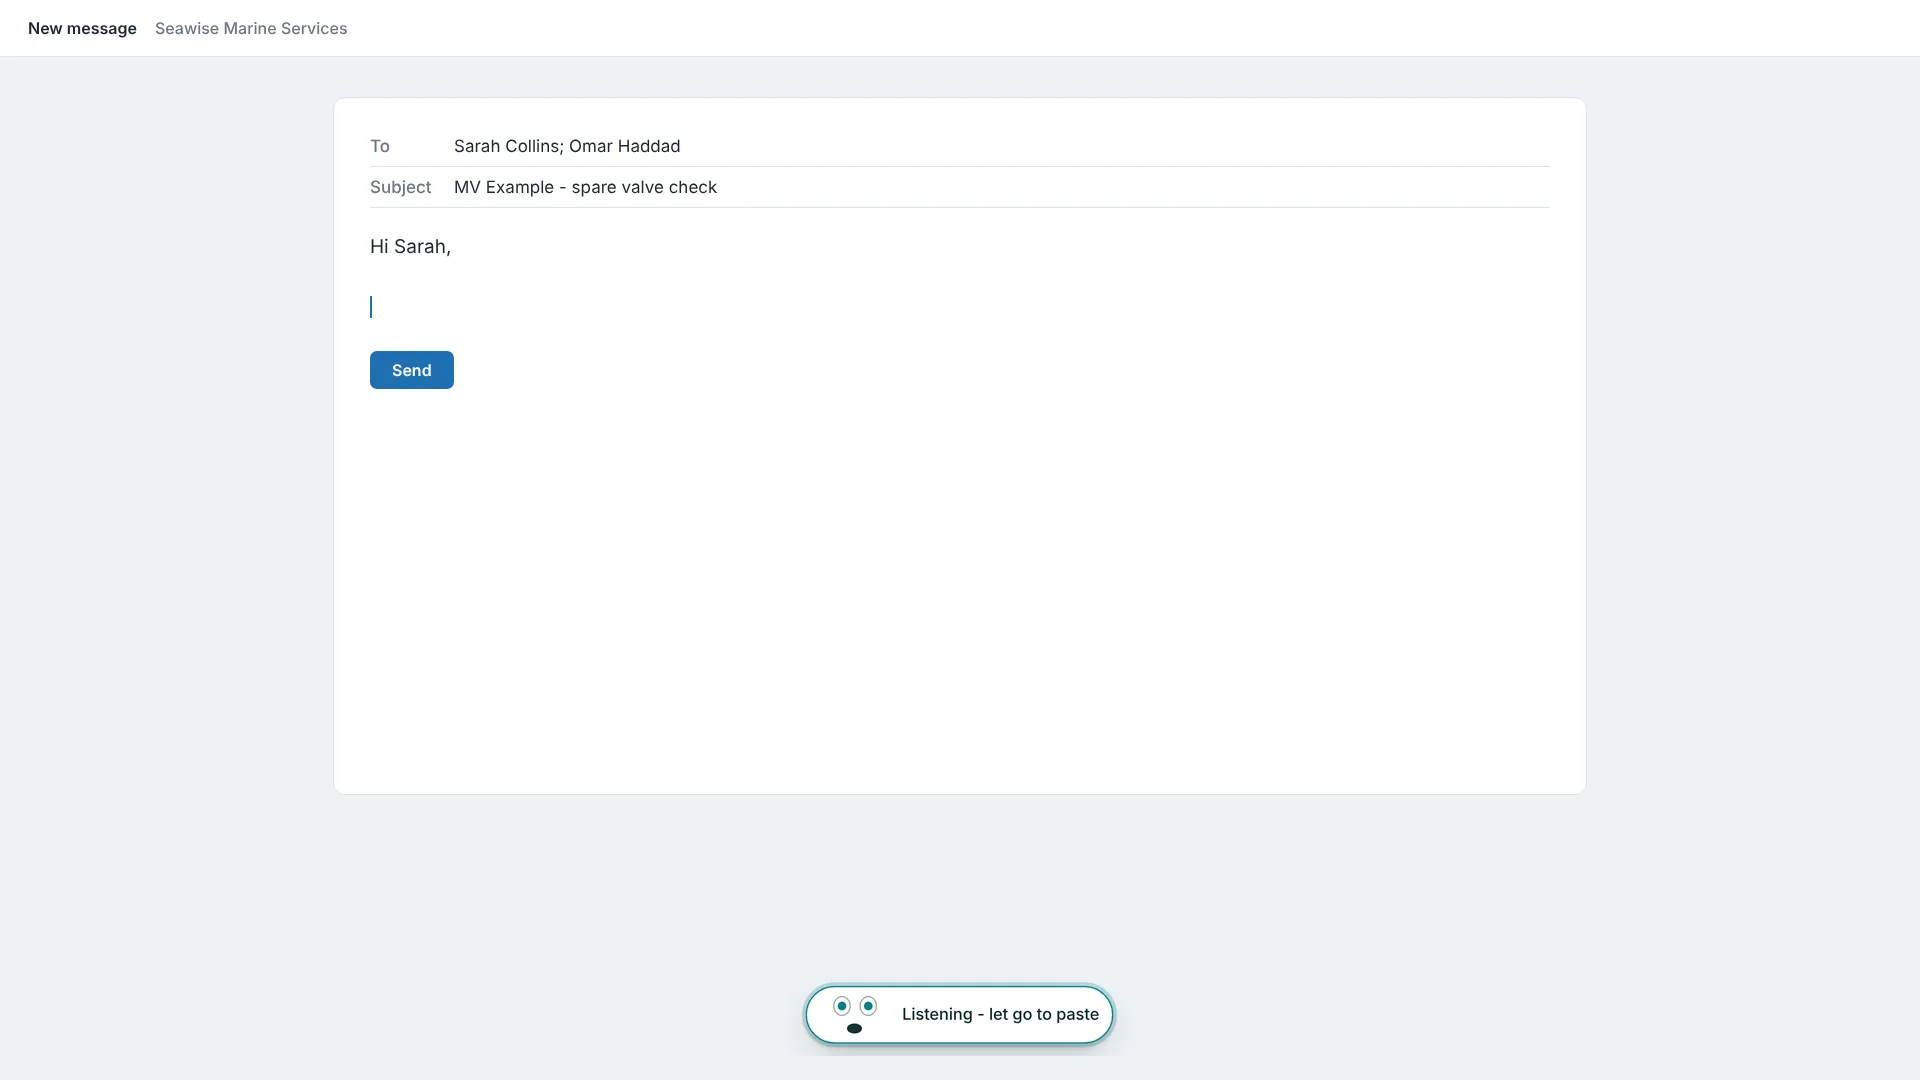 New message Seawise Marine Services
To Sarah Collins; Omar Haddad
Subject MV Example - spare valve check
Hi Sarah,
Send
Listening - let go to paste